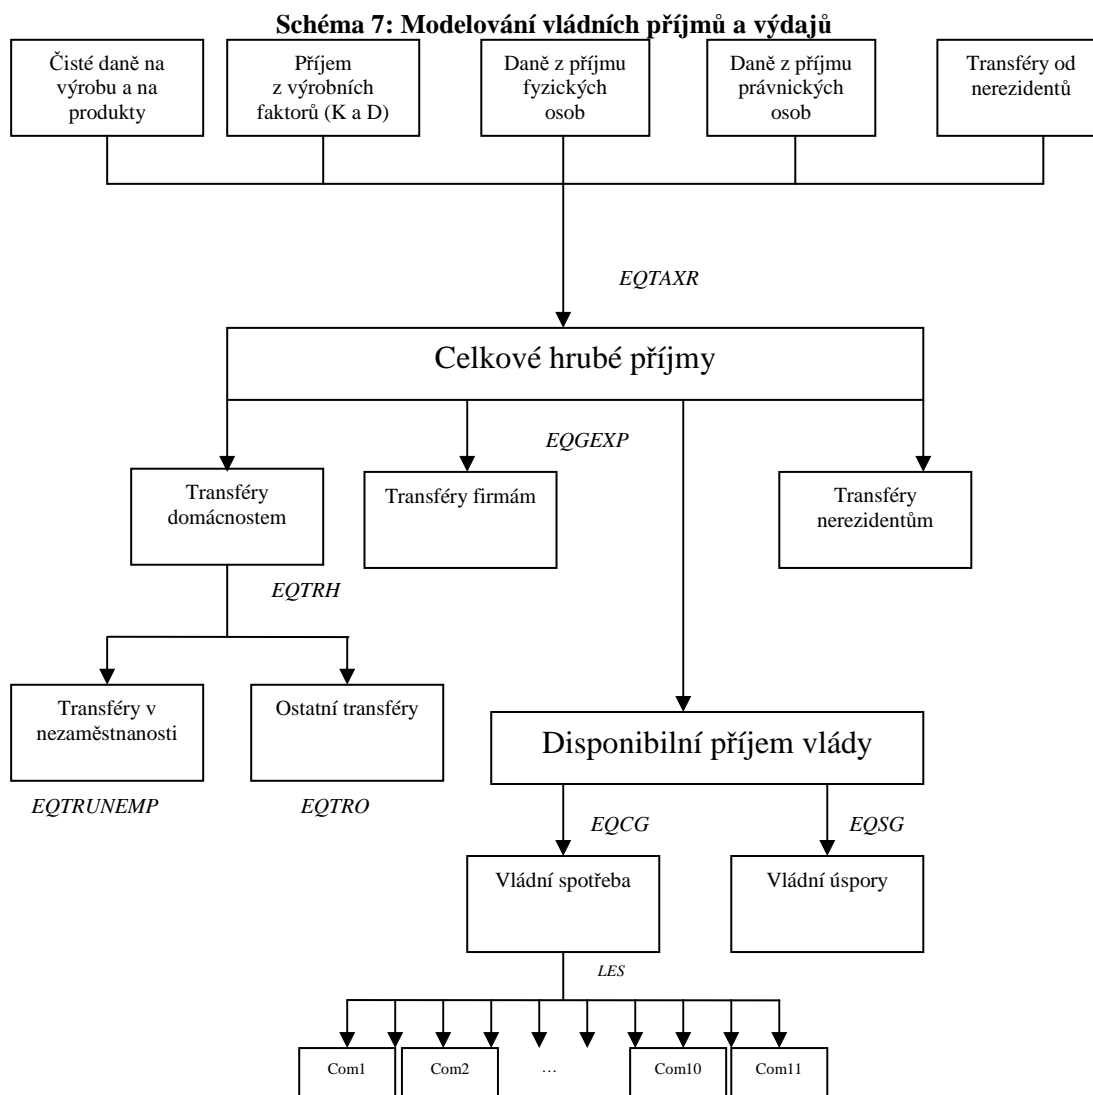 Schéma 7: Modelování vládních příjmů a výdajů
Čisté daně na
výrobu a na
produkty
Příjem
z výrobních
faktorů (K a D)
Daně z příjmu
fyzických
osob
Daně z příjmu
právnických
osob
Transféry od
nerezidentů
EQTAXR
Celkové hrubé příjmy
EQGEXP
Transféry
domácnostem
Transféry firmám
Transféry
nerezidentům
EQTRH
Transféry v
nezaměstnanosti
Ostatní transféry
Disponibilní příjem vlády
EQTRUNEMP
EQTRO
EQCG
EQSG
Vládní spotřeba
Vládní úspory
LES
Com1
Com2
…
Com10
Com11